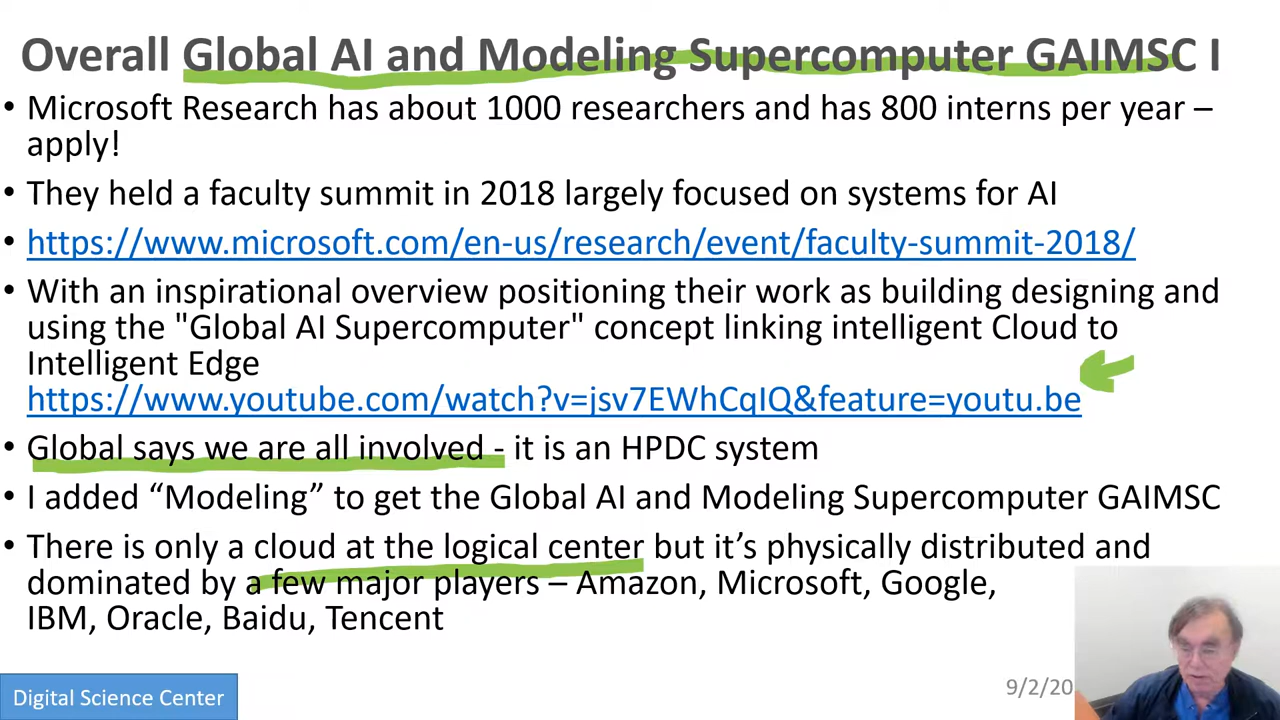 Overall Global AI and Modeling Supercomputer GAIMSC I
• Microsoft Research has about 1000 researchers and has 800 interns per year –
apply!
• They held a faculty summit in 2018 largely focused on systems for AI
• https://www.microsoft.com/en-us/research/event/faculty-summit-2018/
• With an inspirational overview positioning their work as building designing and
using the "Global AI Supercomputer" concept linking intelligent Cloud to
Intelligent Edge
https://www.youtube.com/watch?v=jsv7EWhCqIQ&feature=youtu.be
• Global says we are all involved - it is an HPDC system
• I added “Modeling” to get the Global AI and Modeling Supercomputer GAIMSC
• There is only a cloud at the logical center but it’s physically distributed and
dominated by a few major players – Amazon, Microsoft, Google,
IBM, Oracle, Baidu, Tencent
Digital Science Center
9/2/20